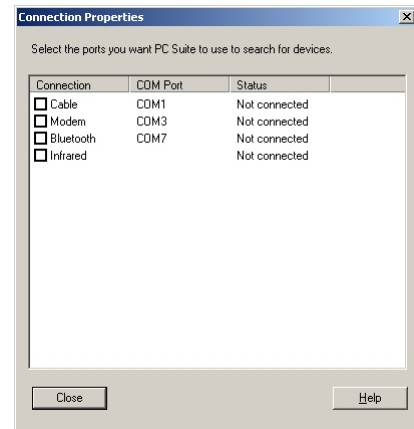 Connection Properties
Select the ports you want PC Suite to use to search for devices.
Connection COM Port Status
Cable COM1 Not connected
Modem COM3 Not connected
Bluetooth COM7 Not connected
Infrared Not connected
Close Help